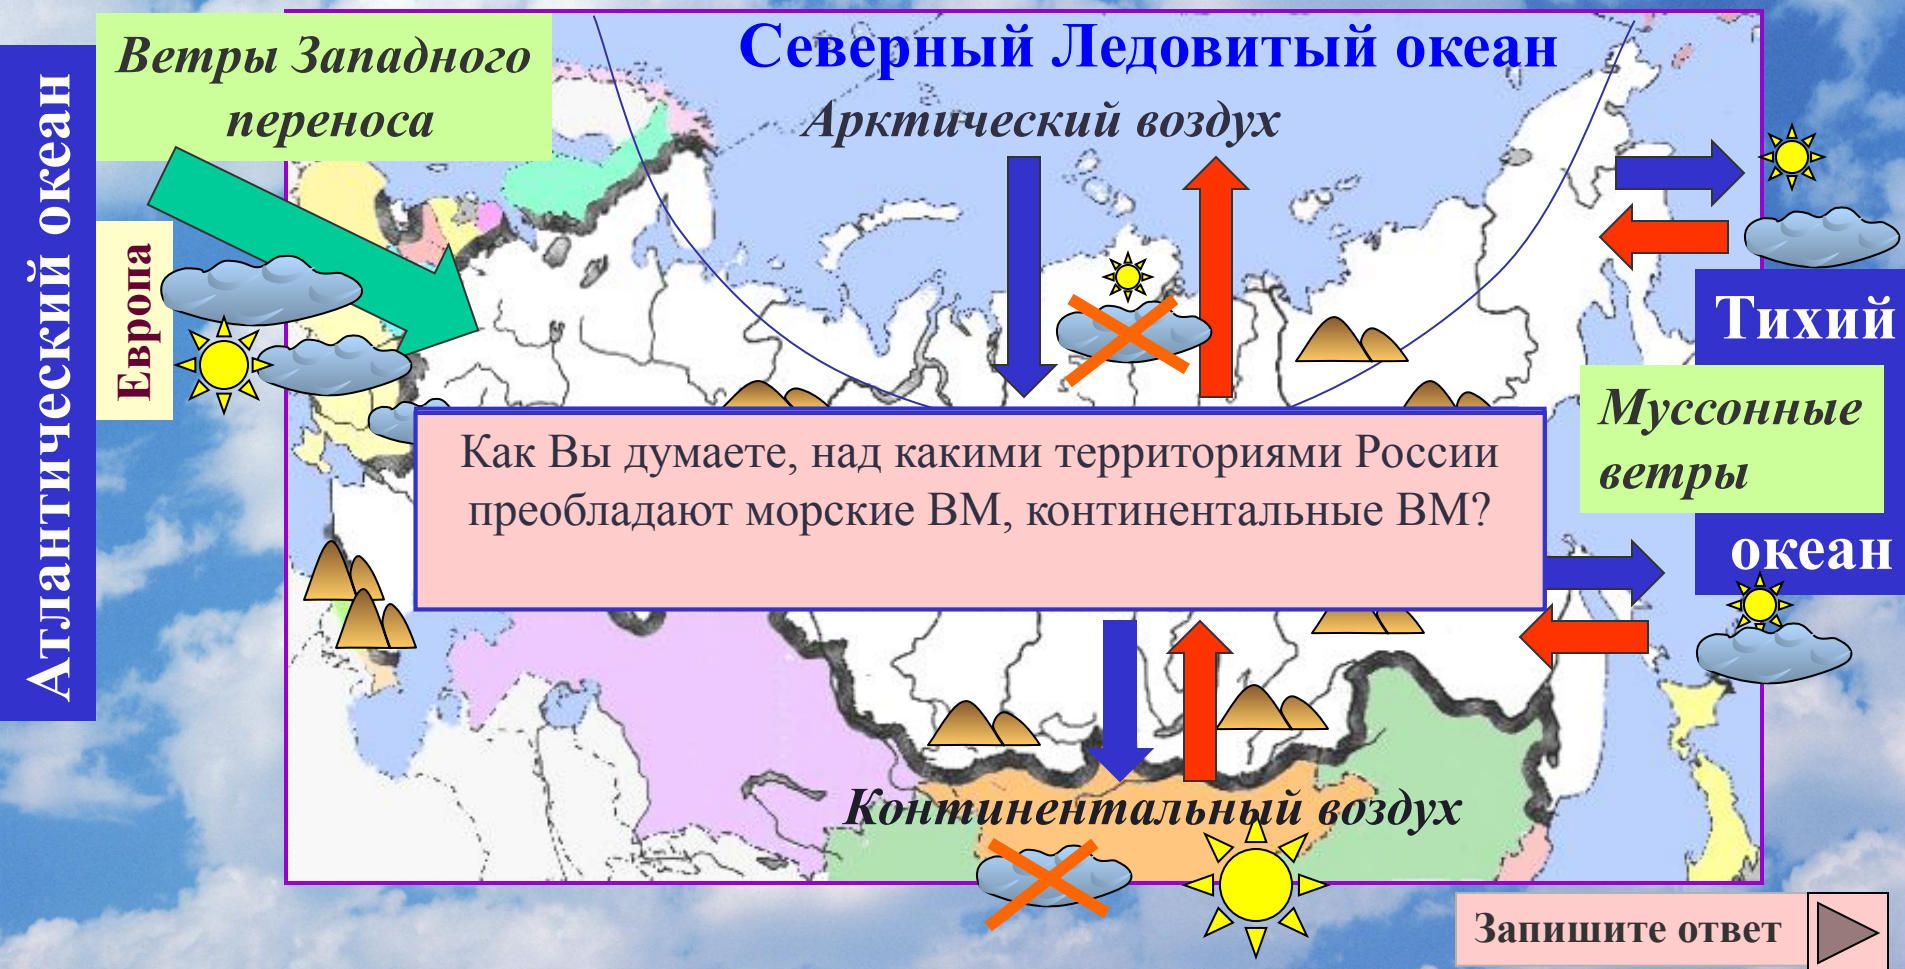 Ветры Западного
переноса
Северный Ледовитый океан
Арктический воздух
Атлантический океан
Европа
Тихий
океан
Муссонные
ветры
Как Вы думаете, над какими территориями России
преобладают морские ВМ, континентальные ВМ?
Континентальный воздух
Запишите ответ